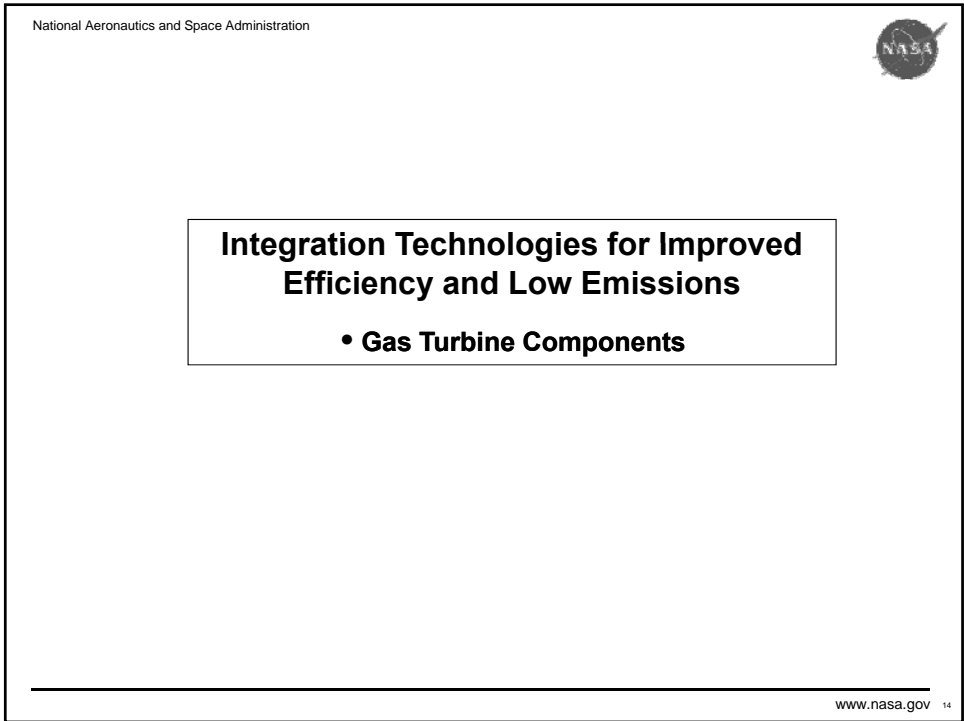 National Aeronautics and Space Administration
NASA
Integration Technologies for Improved
Efficiency and Low Emissions
• Gas Turbine Components
www.nasa.gov 14